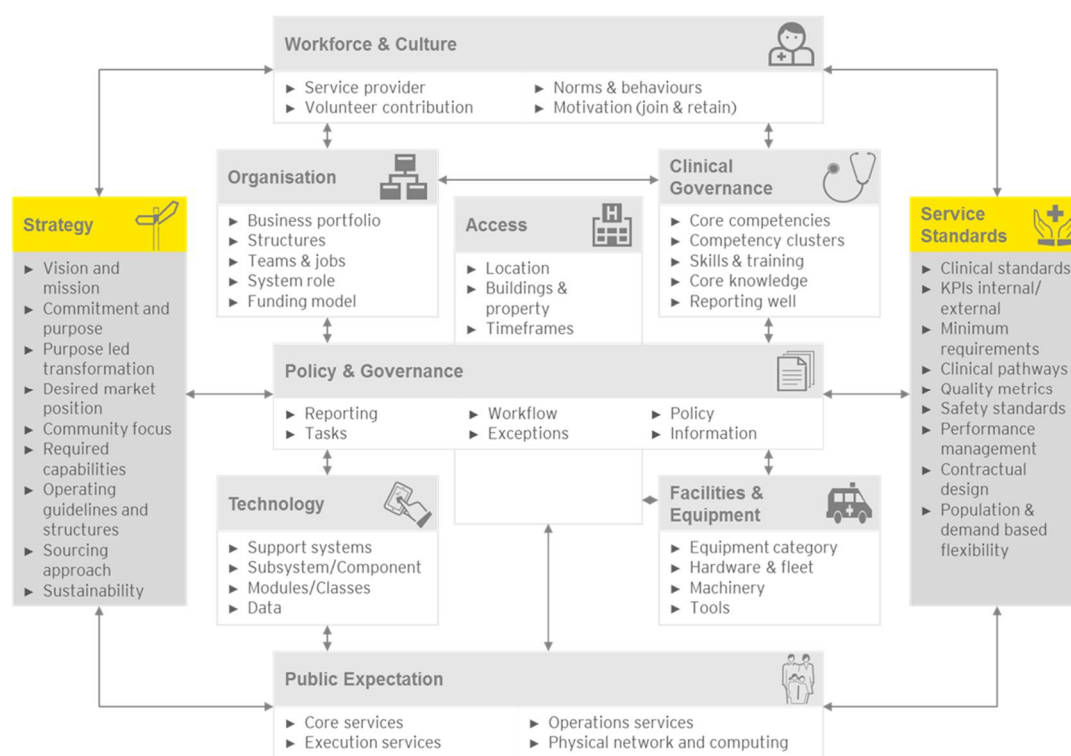 Workforce & Culture
► Service provider
► Volunteer contribution
► Norms & behaviours
► Motivation (join & retain)
Organisation
► Business portfolio
► Structures
► Teams & jobs
► System role
► Funding model
Clinical
Governance
► Core competencies
► Competency clusters
► Skills & training
► Core knowledge
► Reporting well
Strategy
► Vision and
mission
► Commitment and
purpose
► Purpose led
transformation
► Desired market
position
► Community focus
► Required
capabilities
► Operating
guidelines and
structures
► Sourcing
approach
► Sustainability
Access
H
► Location
► Buildings &
property
► Timeframes
Service
Standards
► Clinical standards
► KPIs internal/
external
► Minimum
requirements
► Clinical pathways
► Quality metrics
► Safety standards
► Performance
management
► Contractual
design
► Population &
demand based
flexibility
Policy & Governance
► Reporting
► Tasks
► Workflow
► Exceptions
► Policy
► Information
Technology
► Support systems
► Subsystem/Component
► Modules/Classes
► Data
Facilities &
Equipment
► Equipment category
► Hardware & fleet
► Machinery
► Tools
Public Expectation
► Core services
► Execution services
► Operations services
► Physical network and computing